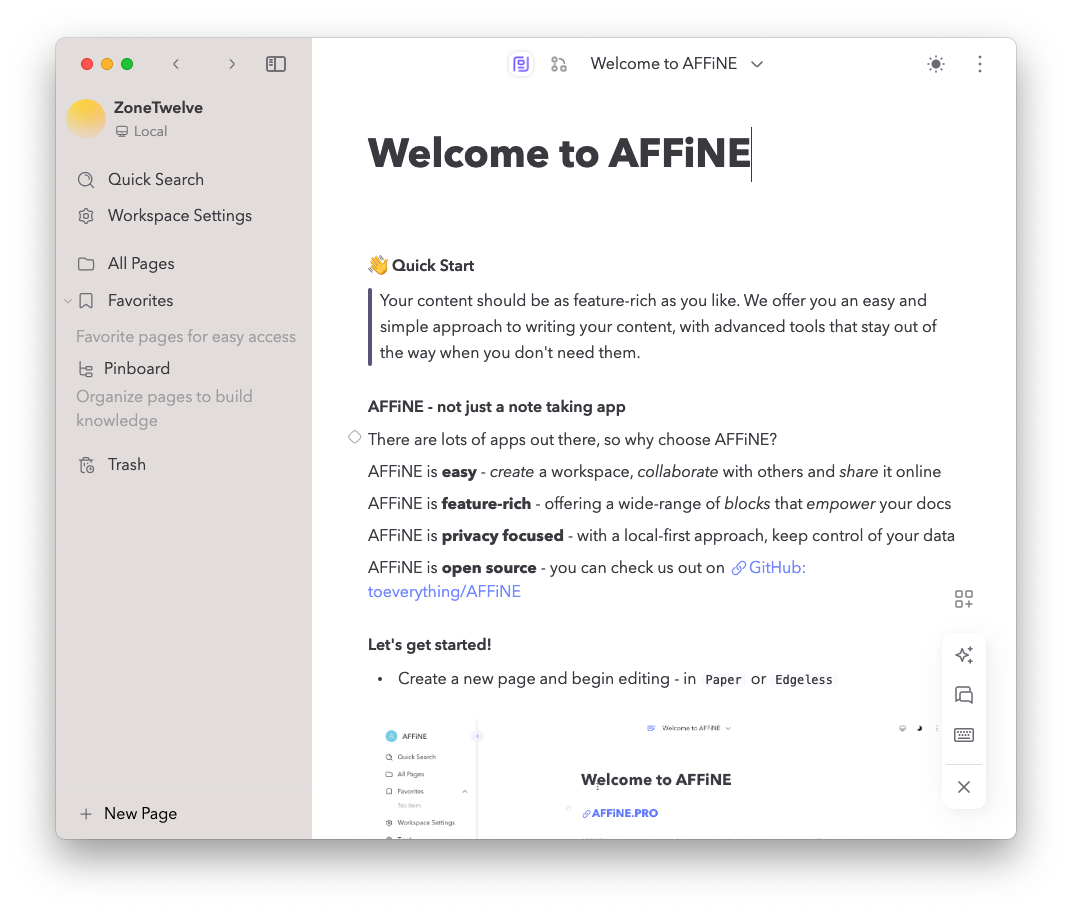 ZoneTwelve
Local
Quick Search
Workspace Settings
All Pages
Favorites
Favorite pages for easy access
Pinboard
Organize pages to build
knowledge
Trash
New Page
Welcome to AFFiNE
Welcome to AFFiNE
👋 Quick Start
Your content should be as feature-rich as you like. We offer you an easy and
simple approach to writing your content, with advanced tools that stay out of
the way when you don't need them.
AFFiNE - not just a note taking app
There are lots of apps out there, so why choose AFFiNE?
AFFiNE is easy - create a workspace, collaborate with others and share it online
AFFiNE is feature-rich - offering a wide-range of blocks that empower your docs
AFFiNE is privacy focused - with a local-first approach, keep control of your data
AFFiNE is open source - you can check us out on GitHub:
toeverything/AFFiNE
Let's get started!
• Create a new page and begin editing - in Paper or Edgeless
A AFFiNE
Quick Search
All Pages
Favorites
No item
Workspace Settings
Welcome to AFFiNE
Welcome to AFFiNE
AFFiNE.PRO